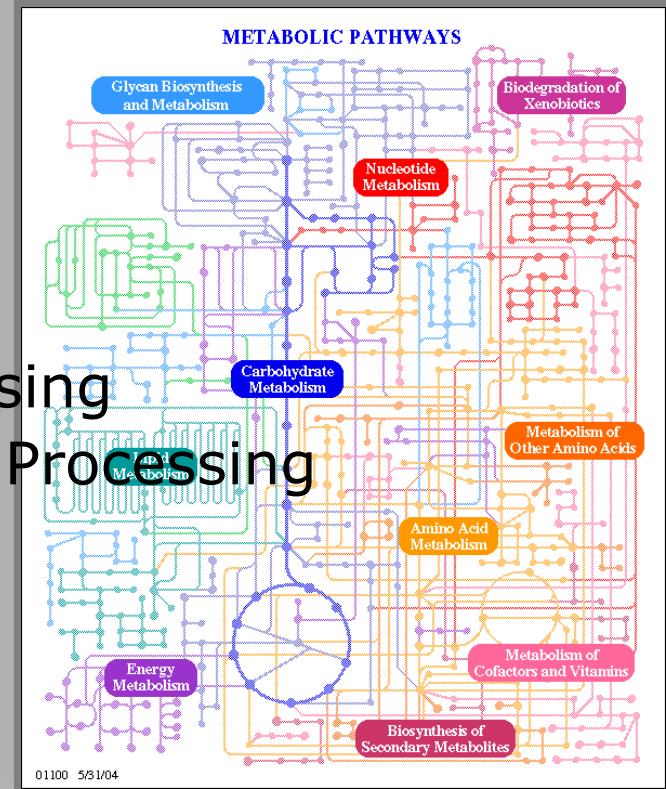 METABOLIC PATHWAYS
Glycan Biosynthesis
and Metabolism
Biodegradation of
Xenobiotics
Nucleotide
Metabolism
Carbohydrate
Metabolism
sing
Processing
Lipid
Metabolism
Metabolism of
Other Amino Acids
Amino Acid
Metabolism
Metabolism of
Cofactors and Vitamins
Energy
Metabolism
Biosynthesis of
Secondary Metabolites
01100 5/31/04